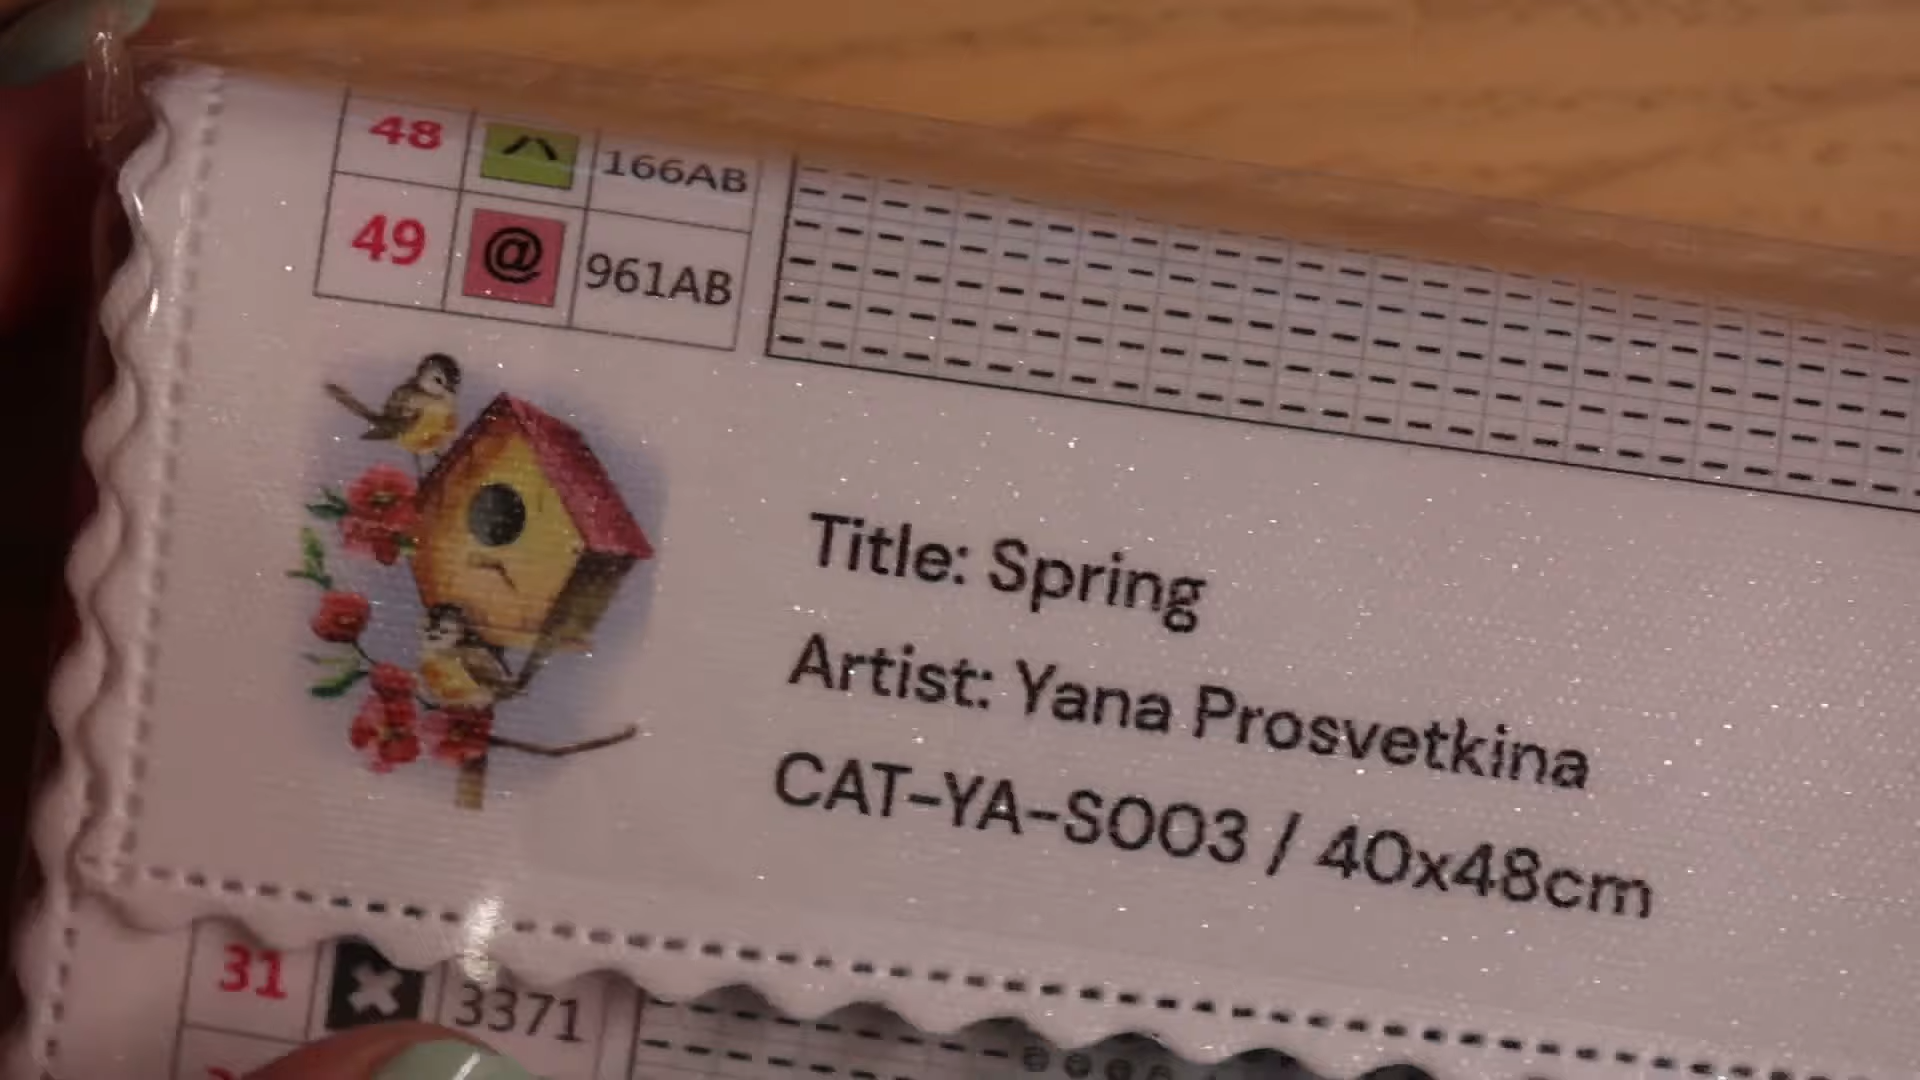 48 166AB
49 @ 961AB
Title: Spring
Artist: Yana Prosvetkina
CAT-YA-S003 / 40x48cm
31 3371